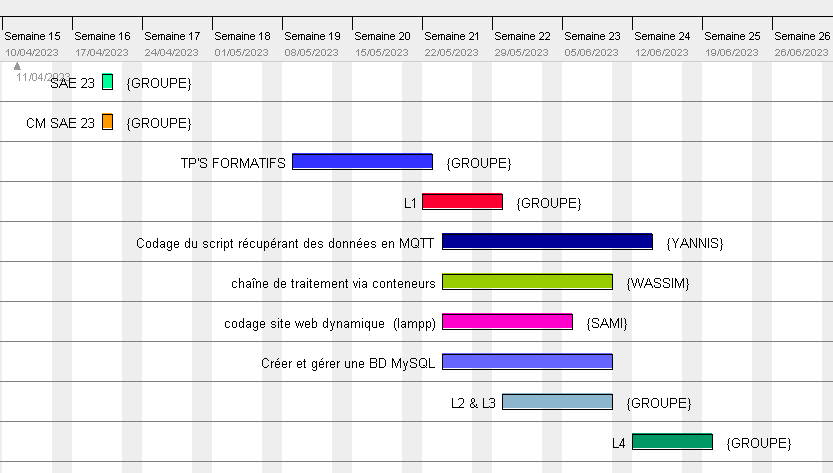 Semaine 15 Semaine 16 Semaine 17 Semaine 18 Semaine 19 Semaine 20 Semaine 21 Semaine 22 Semaine 23 Semaine 24 Semaine 25 Semaine 26
10/04/2023 17/04/2023 24/04/2023 01/05/2023 08/05/2023 15/05/2023 22/05/2023 29/05/2023 05/06/2023 12/06/2023 19/06/2023 26/06/2023
11/04/2023
SAE 23 {GROUPE}
CM SAE 23 {GROUPE}
TP'S FORMATIFS {GROUPE}
L1 {GROUPE}
Codage du script récupérant des données en MQTT {YANNIS}
chaîne de traitement via conteneurs {WASSIM}
codage site web dynamique (lampp) {SAMI}
Créer et gérer une BD MySQL
L2 & L3 {GROUPE}
L4 {GROUPE}